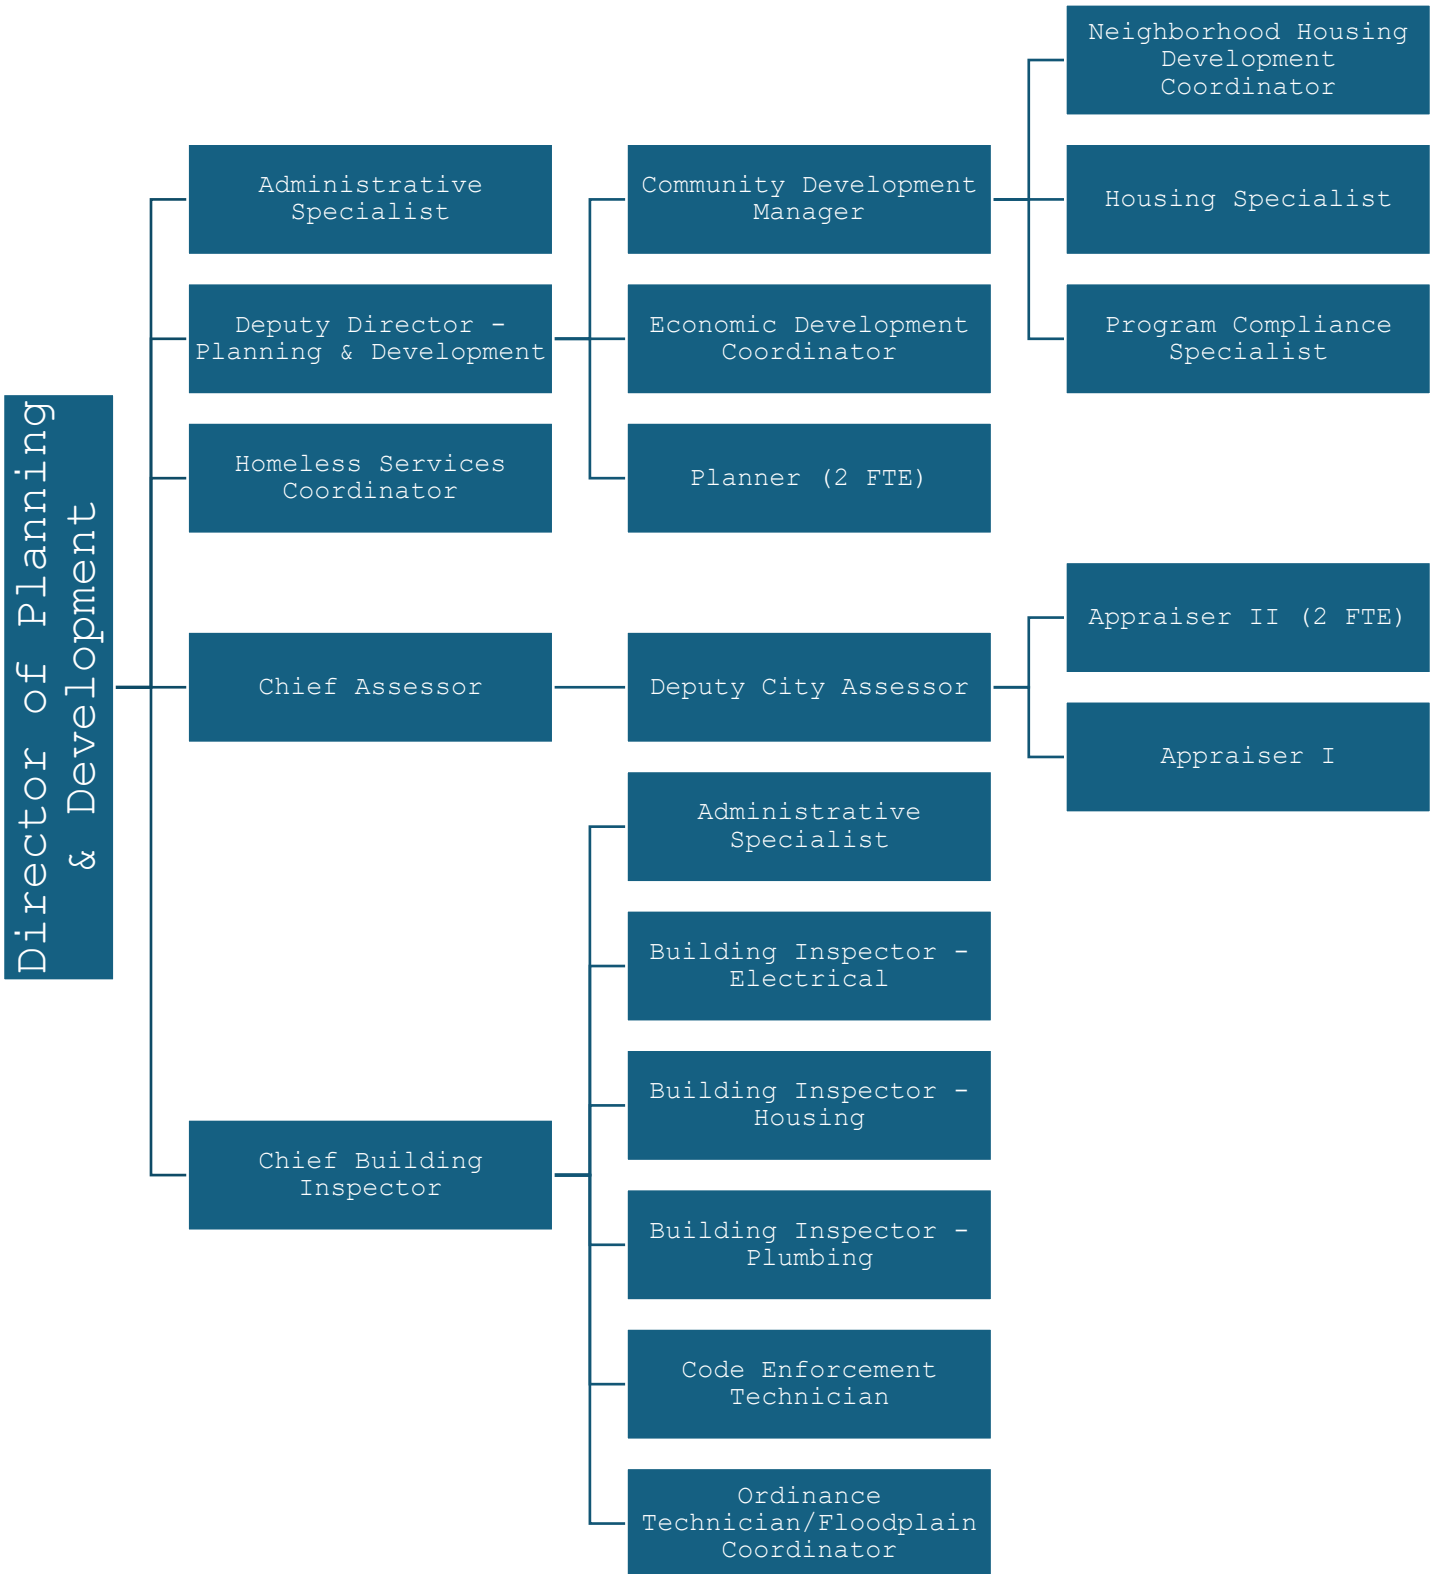 Director of Planning
& Development
Administrative
Specialist
Deputy Director -
Planning & Development
Homeless Services
Coordinator
Chief Assessor
Chief Building
Inspector
Community Development
Manager
Economic Development
Coordinator
Planner (2 FTE)
Deputy City Assessor
Administrative
Specialist
Building Inspector -
Electrical
Building Inspector -
Housing
Building Inspector -
Plumbing
Code Enforcement
Technician
Ordinance
Technician/Floodplain
Coordinator
Neighborhood Housing
Development
Coordinator
Housing Specialist
Program Compliance
Specialist
Appraiser II (2 FTE)
Appraiser I